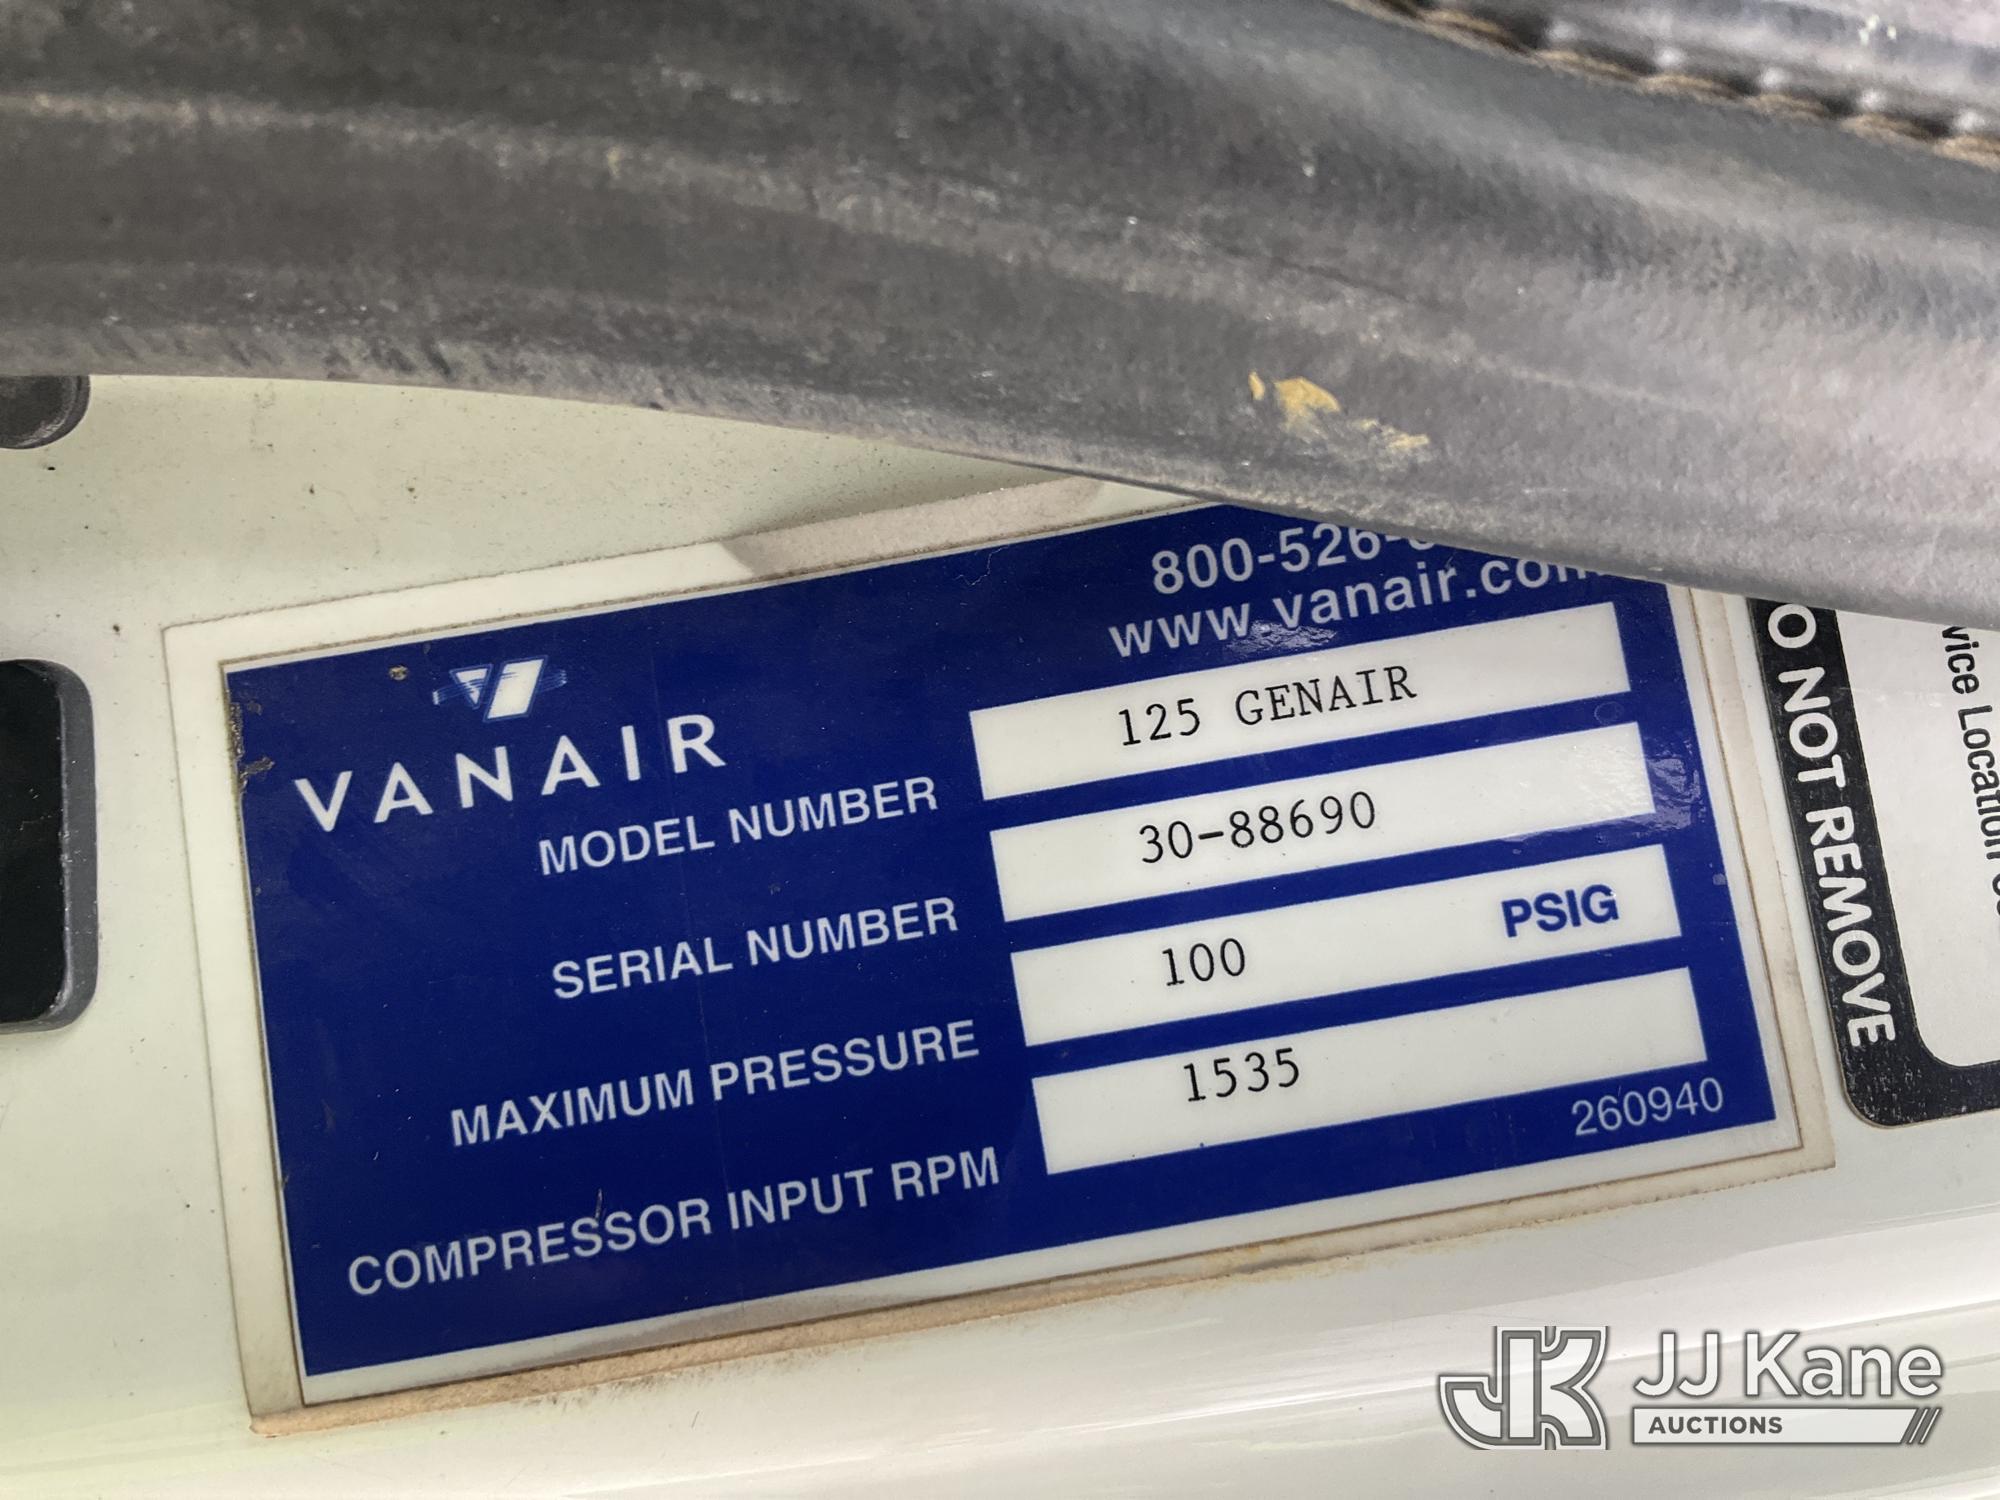 800-526-
www.vanair.com
VANAIR
MODEL NUMBER 125 GENAIR
SERIAL NUMBER 30-88690
MAXIMUM PRESSURE 100 PSIG
COMPRESSOR INPUT RPM 1535
260940
O NOT REMOVE
vice Location
JK JJ Kane
AUCTIONS